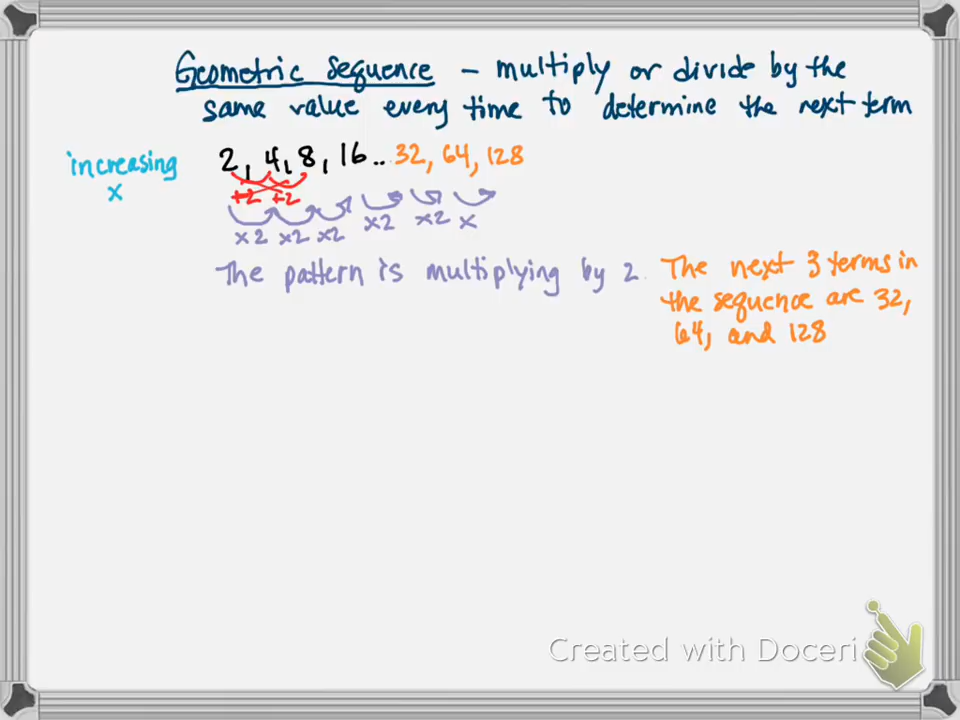 Geometric Sequence - multiply or divide by the
same value every time to determine the next term
increasing 2, 4, 8, 16 .. 32, 64, 128
x
+2 +2
x2 x2 x2 x2 x2 x
The pattern is multiplying by 2. The next 3 terms in
the sequence are 32,
64, and 128
Created with Doceri